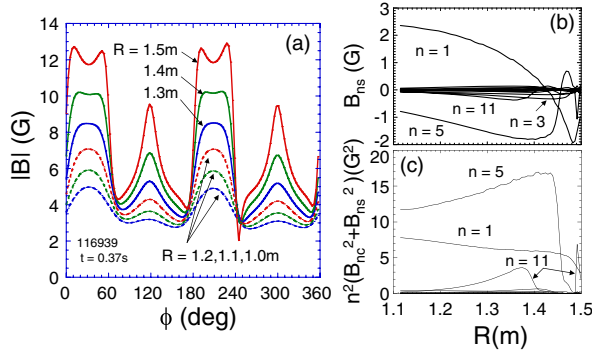 14
12
10
8
6
4
2
0
|B| (G)
(a)
R = 1.5m
1.4m
1.3m
116939
t = 0.37s
R = 1.2,1.1,1.0m
0 60 120 180 240 300 360
ϕ (deg)
3
2
1
0
-1
-2
B_ns (G)
(b)
n = 1
n = 11
n = 3
n = 5
20
15
10
5
0
n²(B_nc²+B_ns²)(G²)
(c)
n = 5
n = 1
n = 11
1.1 1.2 1.3 1.4 1.5
R(m)